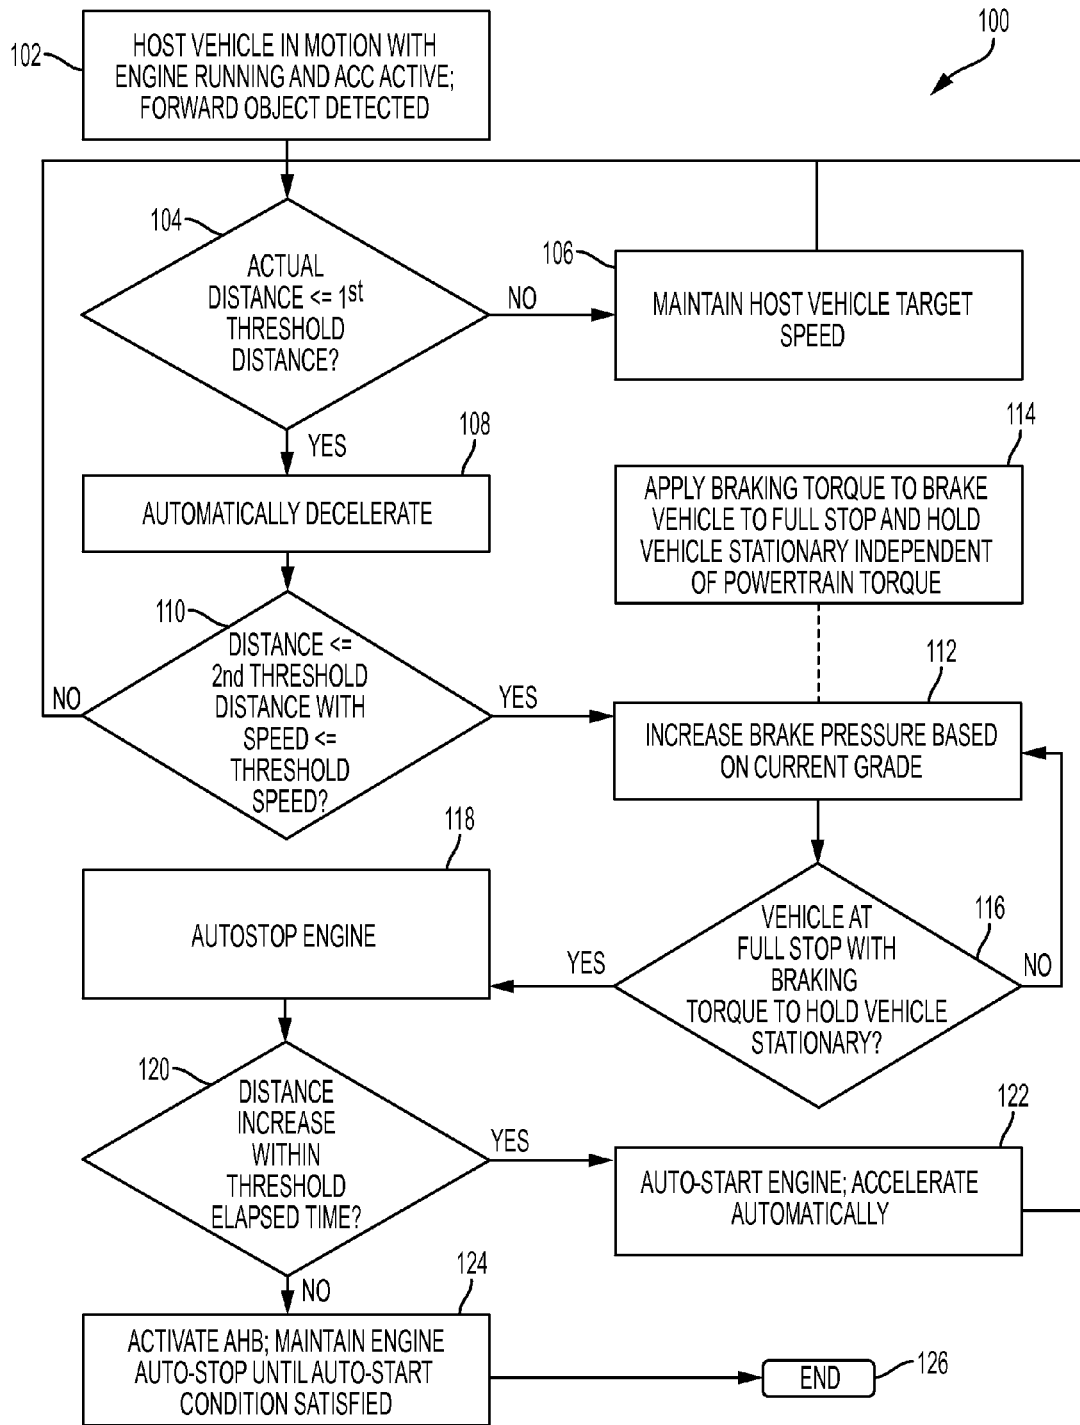 100
102
HOST VEHICLE IN MOTION WITH
ENGINE RUNNING AND ACC ACTIVE;
FORWARD OBJECT DETECTED
104
ACTUAL
DISTANCE <= 1st
THRESHOLD
DISTANCE?
NO
YES
106
MAINTAIN HOST VEHICLE TARGET
SPEED
108
AUTOMATICALLY DECELERATE
110
DISTANCE <=
2nd THRESHOLD
DISTANCE WITH
SPEED <=
THRESHOLD
SPEED?
NO
YES
114
APPLY BRAKING TORQUE TO BRAKE
VEHICLE TO FULL STOP AND HOLD
VEHICLE STATIONARY INDEPENDENT
OF POWERTRAIN TORQUE
112
INCREASE BRAKE PRESSURE BASED
ON CURRENT GRADE
116
VEHICLE AT
FULL STOP WITH
BRAKING
TORQUE TO HOLD VEHICLE
STATIONARY?
NO
YES
118
AUTOSTOP ENGINE
120
DISTANCE
INCREASE
WITHIN
THRESHOLD
ELAPSED TIME?
YES
NO
122
AUTO-START ENGINE; ACCELERATE
AUTOMATICALLY
124
ACTIVATE AHB; MAINTAIN ENGINE
AUTO-STOP UNTIL AUTO-START
CONDITION SATISFIED
END
126